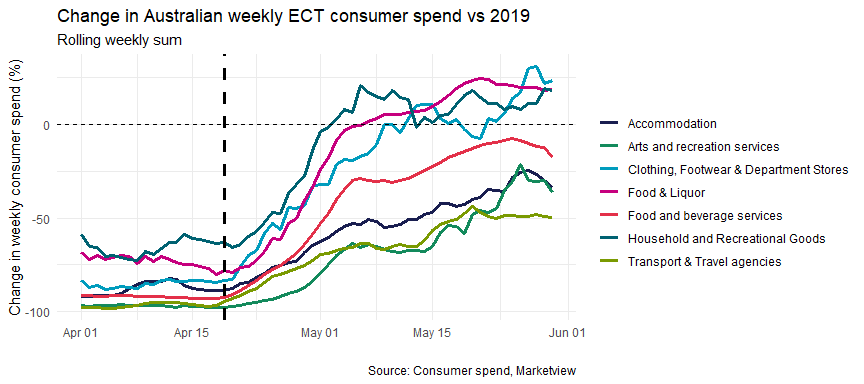 Change in Australian weekly ECT consumer spend vs 2019
Rolling weekly sum
Change in weekly consumer spend (%)
0
-50
-100
Apr 01
Apr 15
May 01
May 15
Jun 01
Accommodation
Arts and recreation services
Clothing, Footwear & Department Stores
Food & Liquor
Food and beverage services
Household and Recreational Goods
Transport & Travel agencies
Source: Consumer spend, Marketview